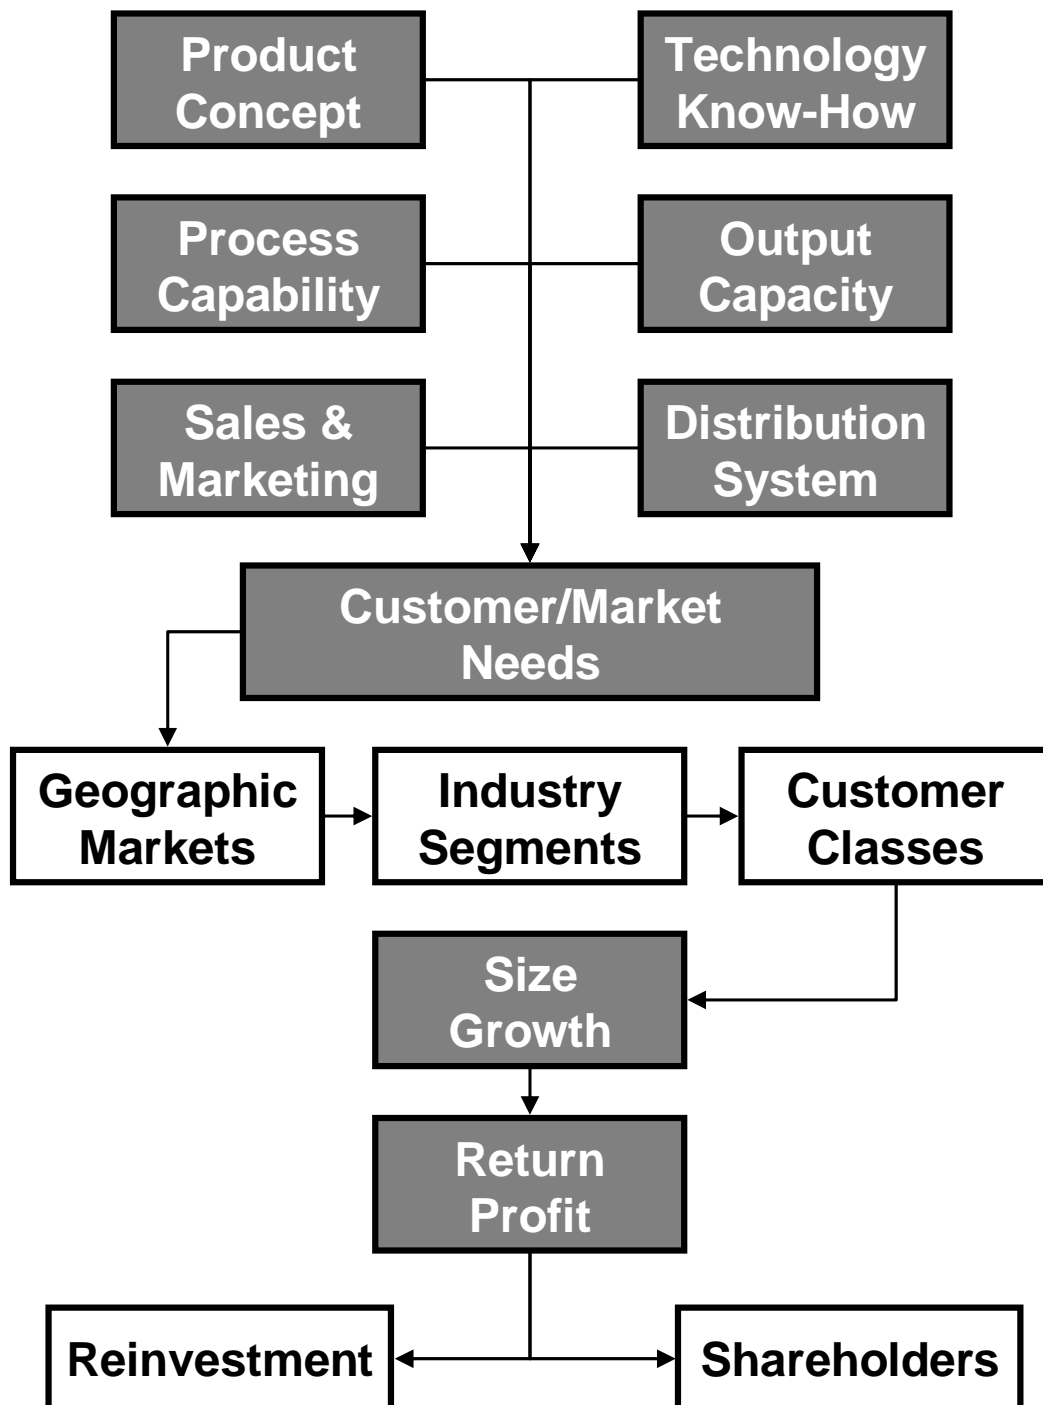 Product
Concept
Technology
Know-How
Process
Capability
Output
Capacity
Sales &
Marketing
Distribution
System
Customer/Market
Needs
Geographic
Markets
Industry
Segments
Customer
Classes
Size
Growth
Return
Profit
Reinvestment
Shareholders